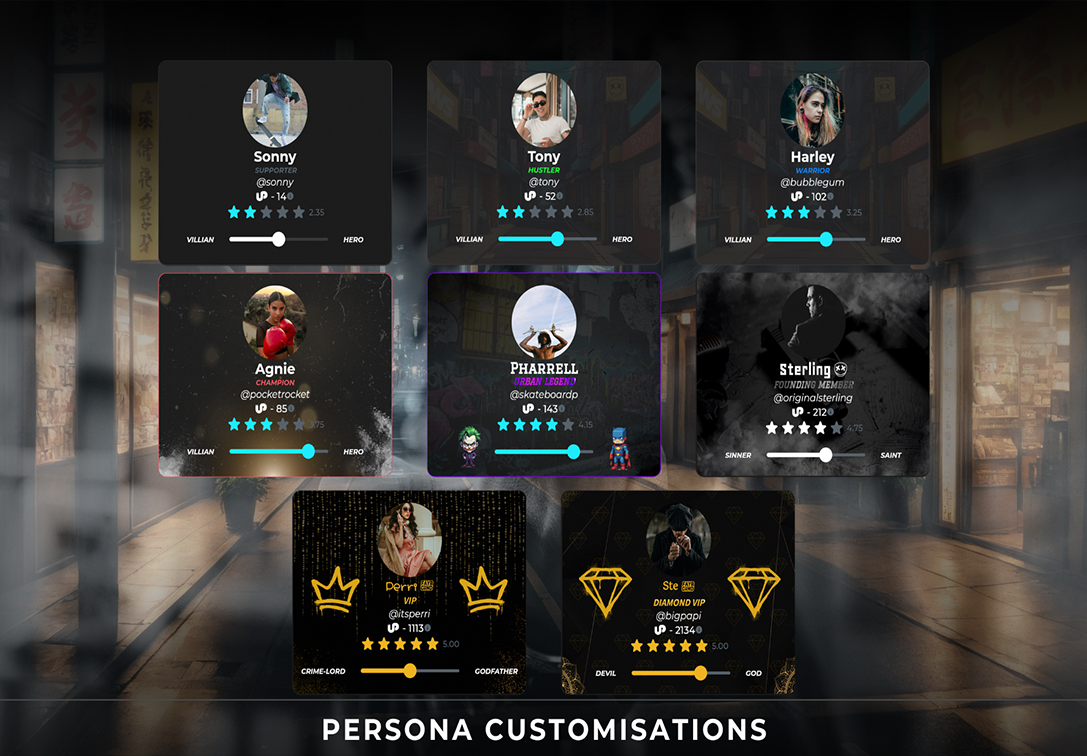 Sonny
SUPPORTER
@sonny
UP - 14
2.35
VILLIAN
HERO
Tony
HUSTLER
@tony
UP - 52
2.85
VILLIAN
HERO
Harley
WARRIOR
@bubblegum
UP - 102
3.25
VILLIAN
HERO
Agnie
CHAMPION
@pocketrocket
UP - 85
3.75
VILLIAN
HERO
PHARRELL
URBAN LEGEND
@skateboardp
UP - 143
4.15
Sterling
FOUNDING MEMBER
@originalsterling
UP - 212
4.75
SINNER
SAINT
Perri
VIP
@itsperri
UP - 1113
5.00
CRIME-LORD
GODFATHER
Ste
DIAMOND VIP
@bigpapi
UP - 2134
5.00
DEVIL
GOD
PERSONA CUSTOMISATIONS